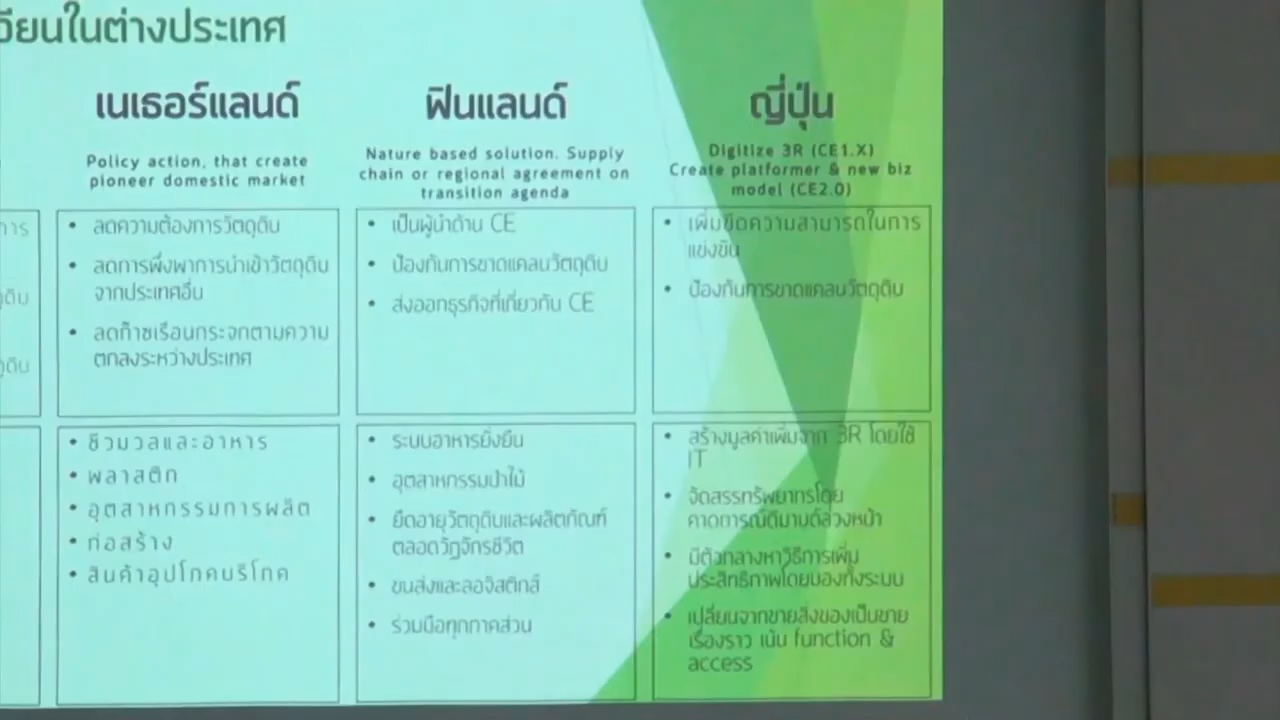 เวียนในต่างประเทศ
เนเธอร์แลนด์
Policy action, that create
pioneer domestic market
• ลดความต้องการวัตถุดิบ
• ลดการพึ่งพาการนำเข้าวัตถุดิบ
จากประเทศอื่น
• ลดก๊าซเรือนกระจกตามความ
ตกลงระหว่างประเทศ
• ชีวมวลและอาหาร
• พลาสติก
• อุตสาหกรรมการผลิต
• ก่อสร้าง
• สินค้าอุปโภคบริโภค
ฟินแลนด์
Nature based solution. Supply
chain or regional agreement on
transition agenda
• เป็นผู้นำด้าน CE
• ป้องกันการขาดแคลนวัตถุดิบ
• ส่งออกธุรกิจที่เกี่ยวกับ CE
• ระบบอาหารยั่งยืน
• อุตสาหกรรมป่าไม้
• ยืดอายุวัตถุดิบและผลิตภัณฑ์
ตลอดวัฏจักรชีวิต
• ขนส่งและลอจิสติกส์
• ร่วมมือทุกภาคส่วน
ญี่ปุ่น
Digitize 3R (CE1.X)
Create platformer & new biz
model (CE2.0)
• เพิ่มขีดความสามารถในการ
แข่งขัน
• ป้องกันการขาดแคลนวัตถุดิบ
• สร้างมูลค่าเพิ่มจาก 3R โดยใช้
IT
• จัดสรรทรัพยากรโดย
คาดการณ์ดีมานด์ล่วงหน้า
• มีตัวกลางหาวิธีการเพิ่ม
ประสิทธิภาพโดยมองทั้งระบบ
• เปลี่ยนจากขายสิ่งของเป็นขาย
เรื่องราว เน้น function &
access